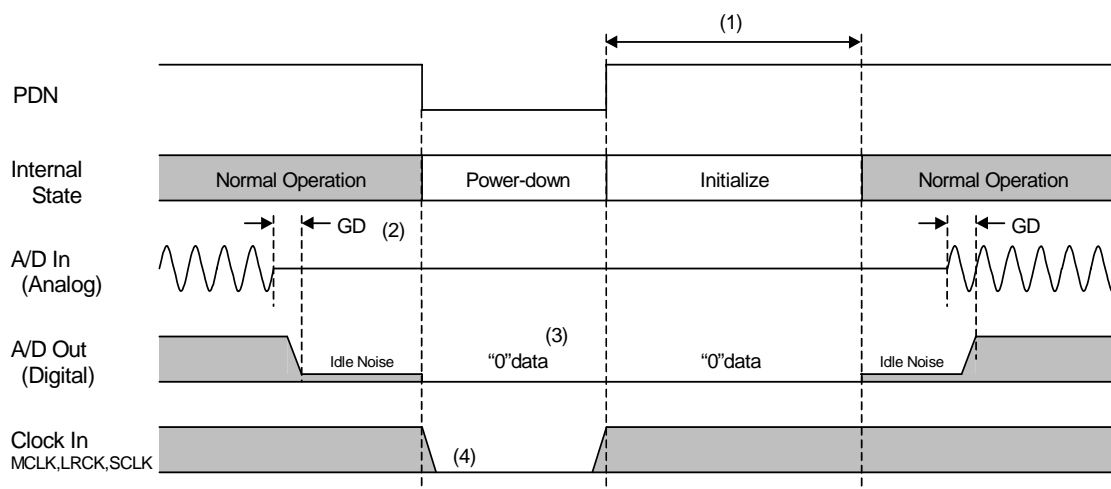 (1)
PDN
Internal
State
Normal Operation
Power-down
Initialize
Normal Operation
GD (2)
GD
A/D In
(Analog)
A/D Out
(Digital)
Idle Noise
“0”data
(3)
“0”data
Idle Noise
Clock In
MCLK,LRCK,SCLK
(4)